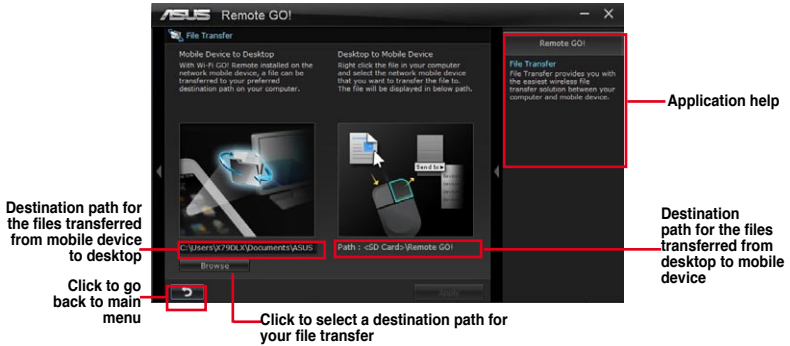 ASUS Remote GO!
File Transfer
Mobile Device to Desktop
With Wi-Fi GO! Remote installed on the
network mobile device, a file can be
transferred to your preferred
destination path on your computer.
Desktop to Mobile Device
Right click the file in your computer
and select the network mobile device
that you want to transfer the file to.
The file will be displayed in below path.
Send to
C:\Users\X79DLX\Documents\ASUS
Path : <SD Card>\Remote GO!
Browse
Apply
Remote GO!
File Transfer
File Transfer provides you with
the easiest wireless file
transfer solution between your
computer and mobile device.
Application help
Destination path for
the files transferred
from mobile device
to desktop
Click to go
back to main
menu
Click to select a destination path for
your file transfer
Destination
path for the files
transferred from
desktop to mobile
device